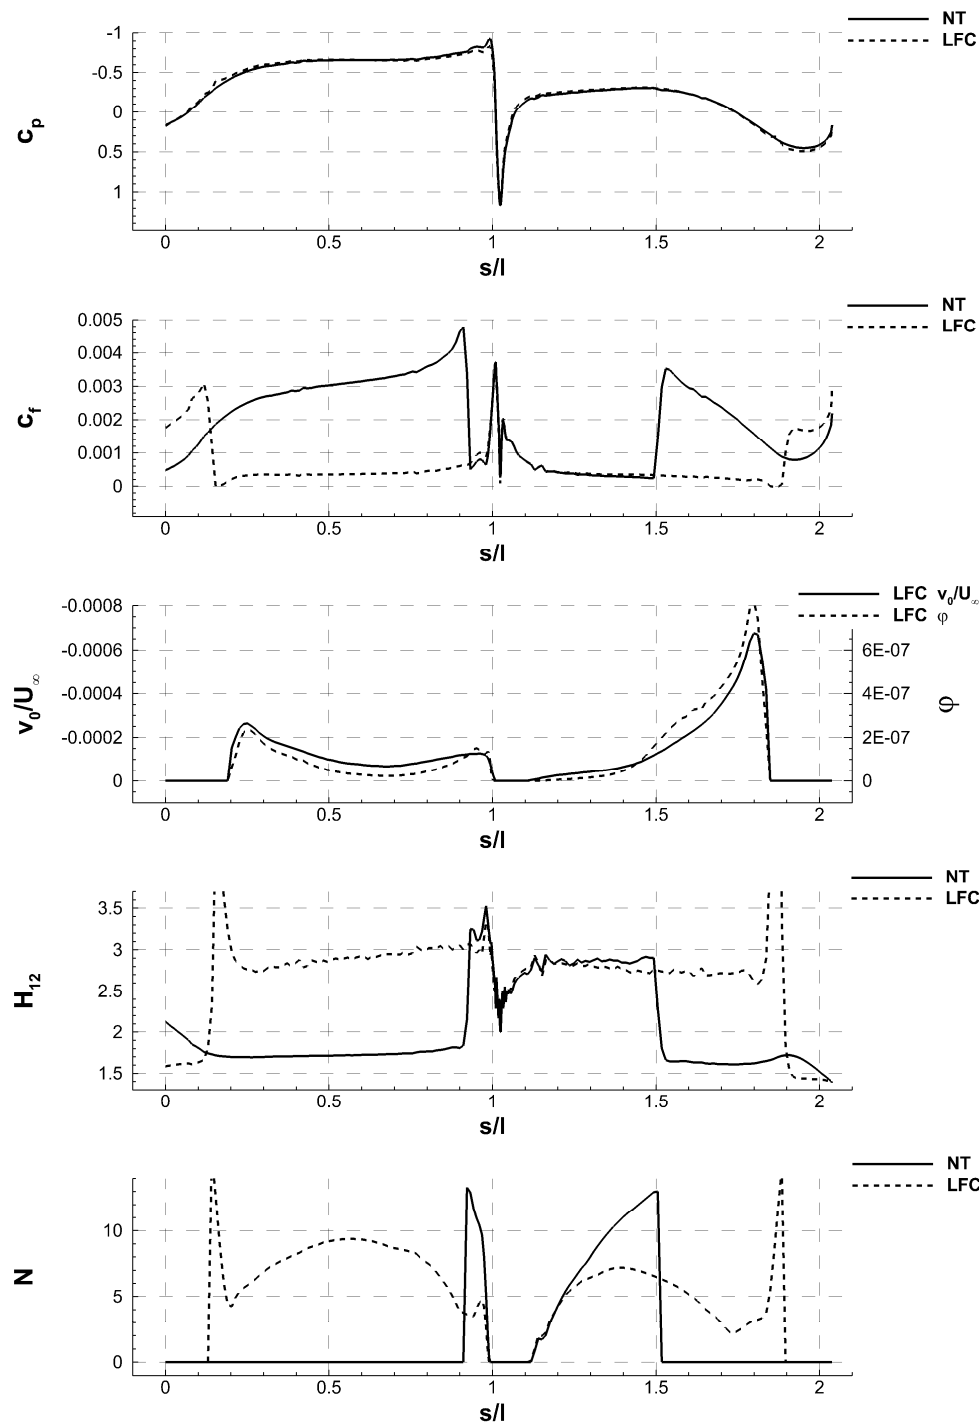 NT
LFC
-1
-0.5
0
0.5
1
c_p
0 0.5 1 1.5 2
s/l
NT
LFC
0.005
0.004
0.003
0.002
0.001
0
c_f
0 0.5 1 1.5 2
s/l
LFC v_0/U_∞
LFC φ
-0.0008
-0.0006
-0.0004
-0.0002
0
v_0/U_∞
6E-07
4E-07
2E-07
0
φ
0 0.5 1 1.5 2
s/l
NT
LFC
3.5
3
2.5
2
1.5
H_12
0 0.5 1 1.5 2
s/l
NT
LFC
10
5
0
N
0 0.5 1 1.5 2
s/l